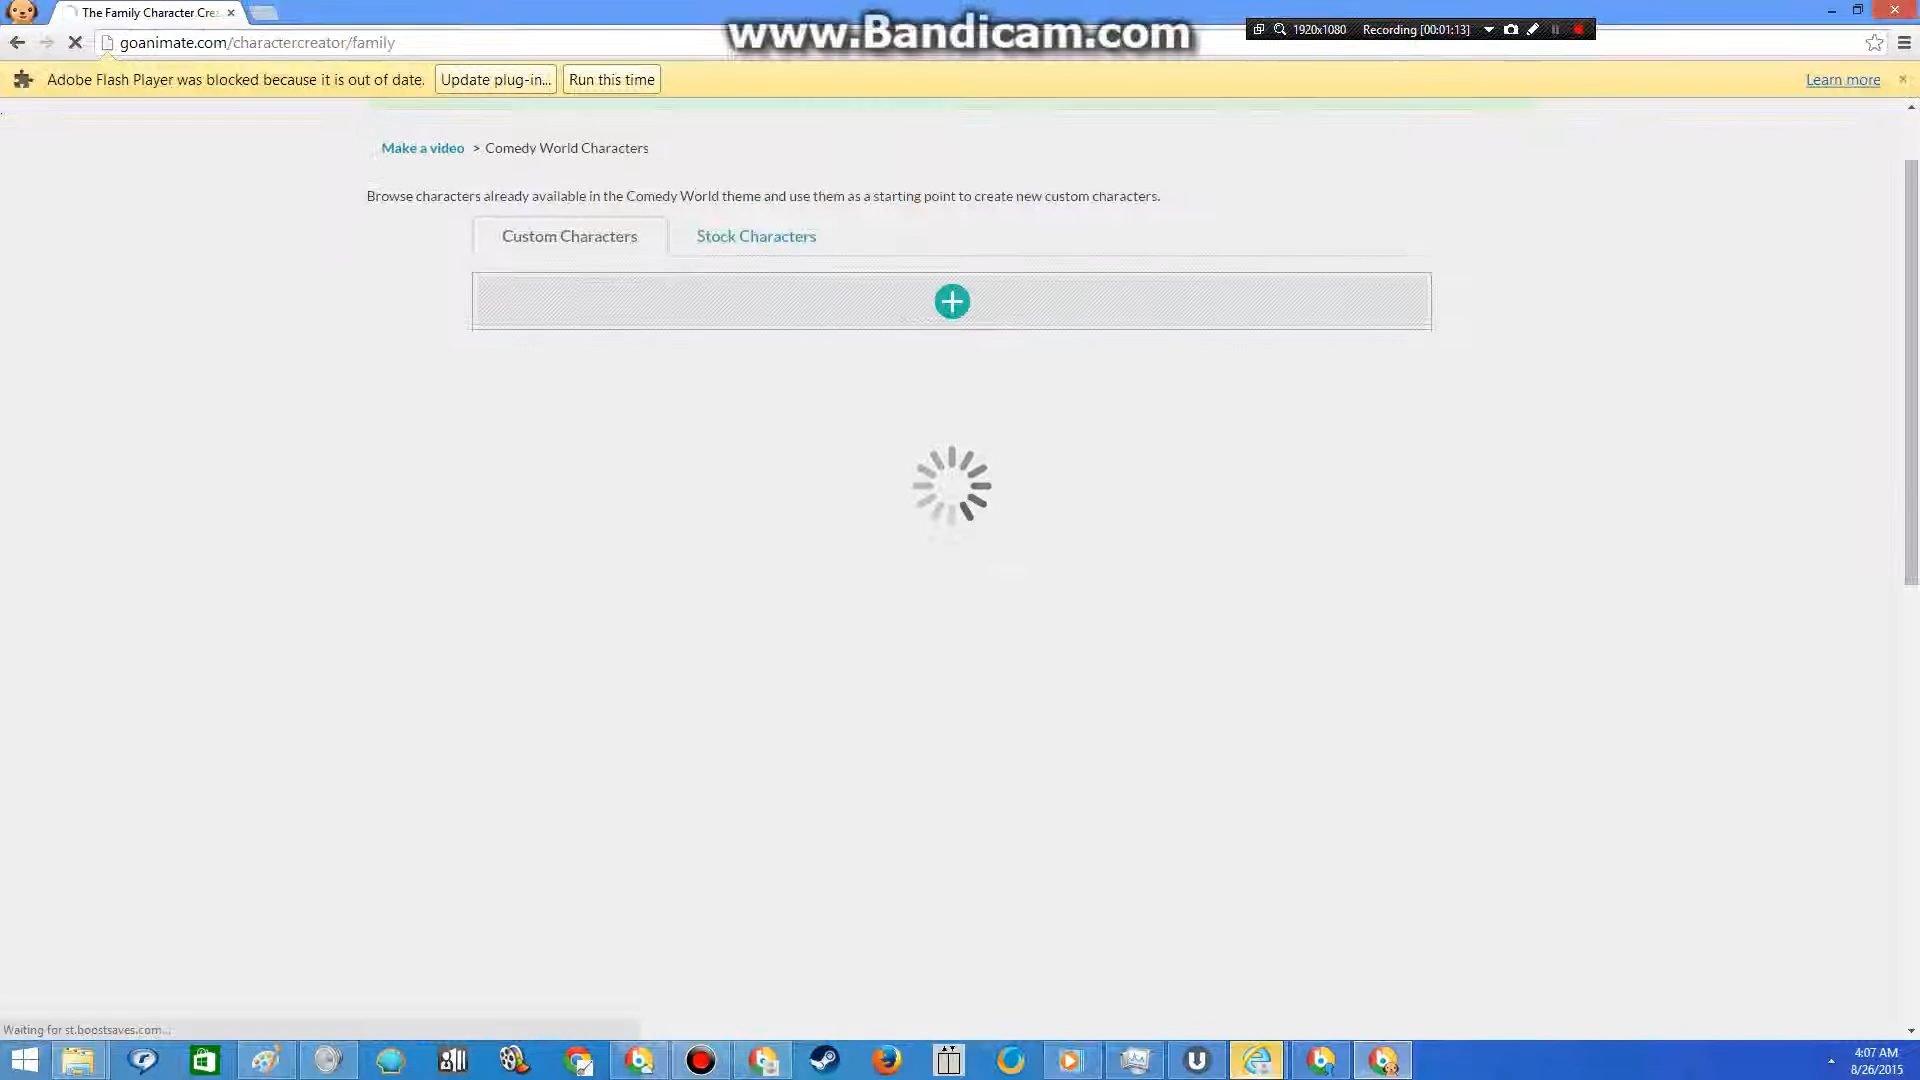 The Family Character Cre
www.Bandicam.com
1920x1080 Recording [00:01:13]
goanimate.com/charactercreator/family
Adobe Flash Player was blocked because it is out of date. Update plug-in... Run this time Learn more
Make a video > Comedy World Characters
Browse characters already available in the Comedy World theme and use them as a starting point to create new custom characters.
Custom Characters Stock Characters
Waiting for st.boostsaves.com...
4:07 AM
8/26/2015